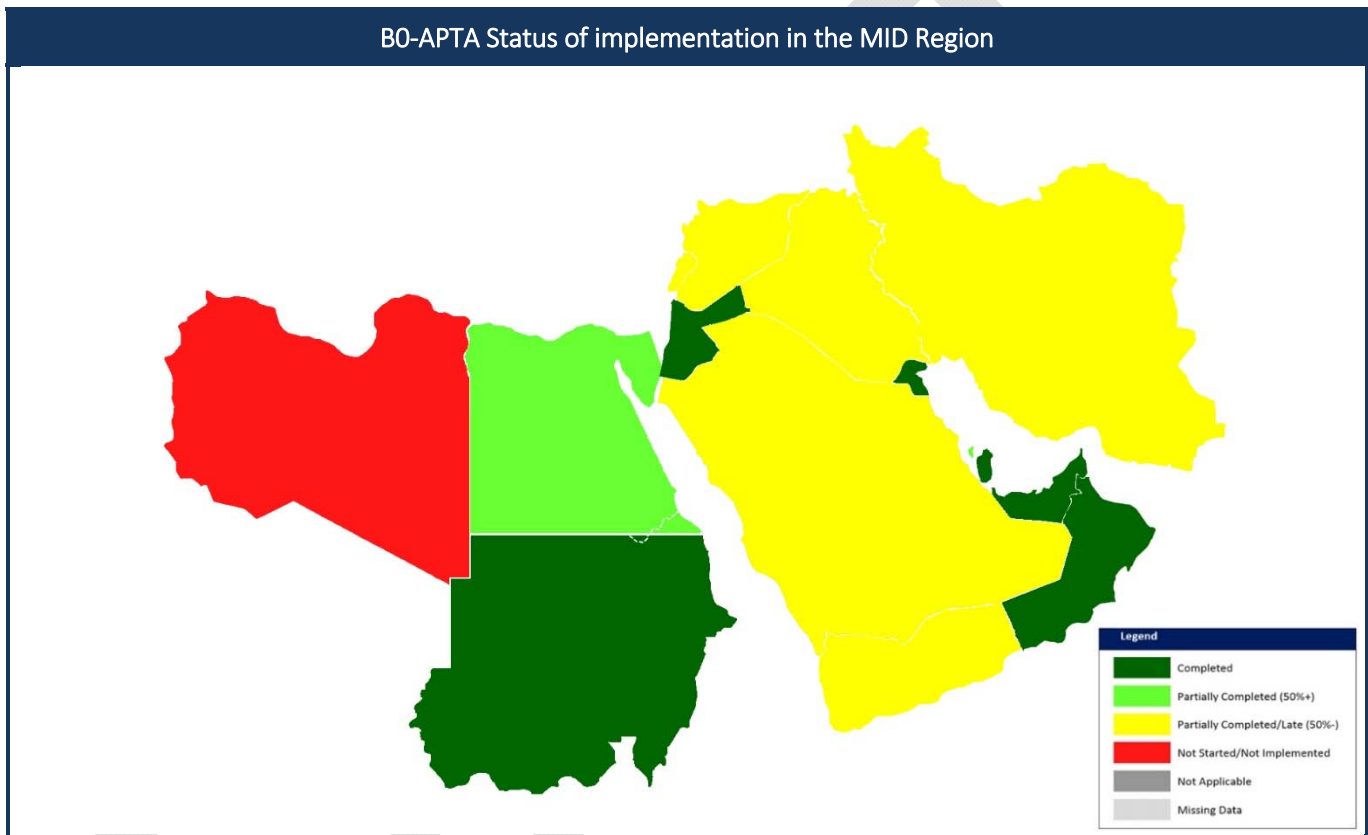 B0-APTA Status of implementation in the MID Region
Legend
Completed
Partially Completed (50%+)
Partially Completed/Late (50%-)
Not Started/Not Implemented
Not Applicable
Missing Data